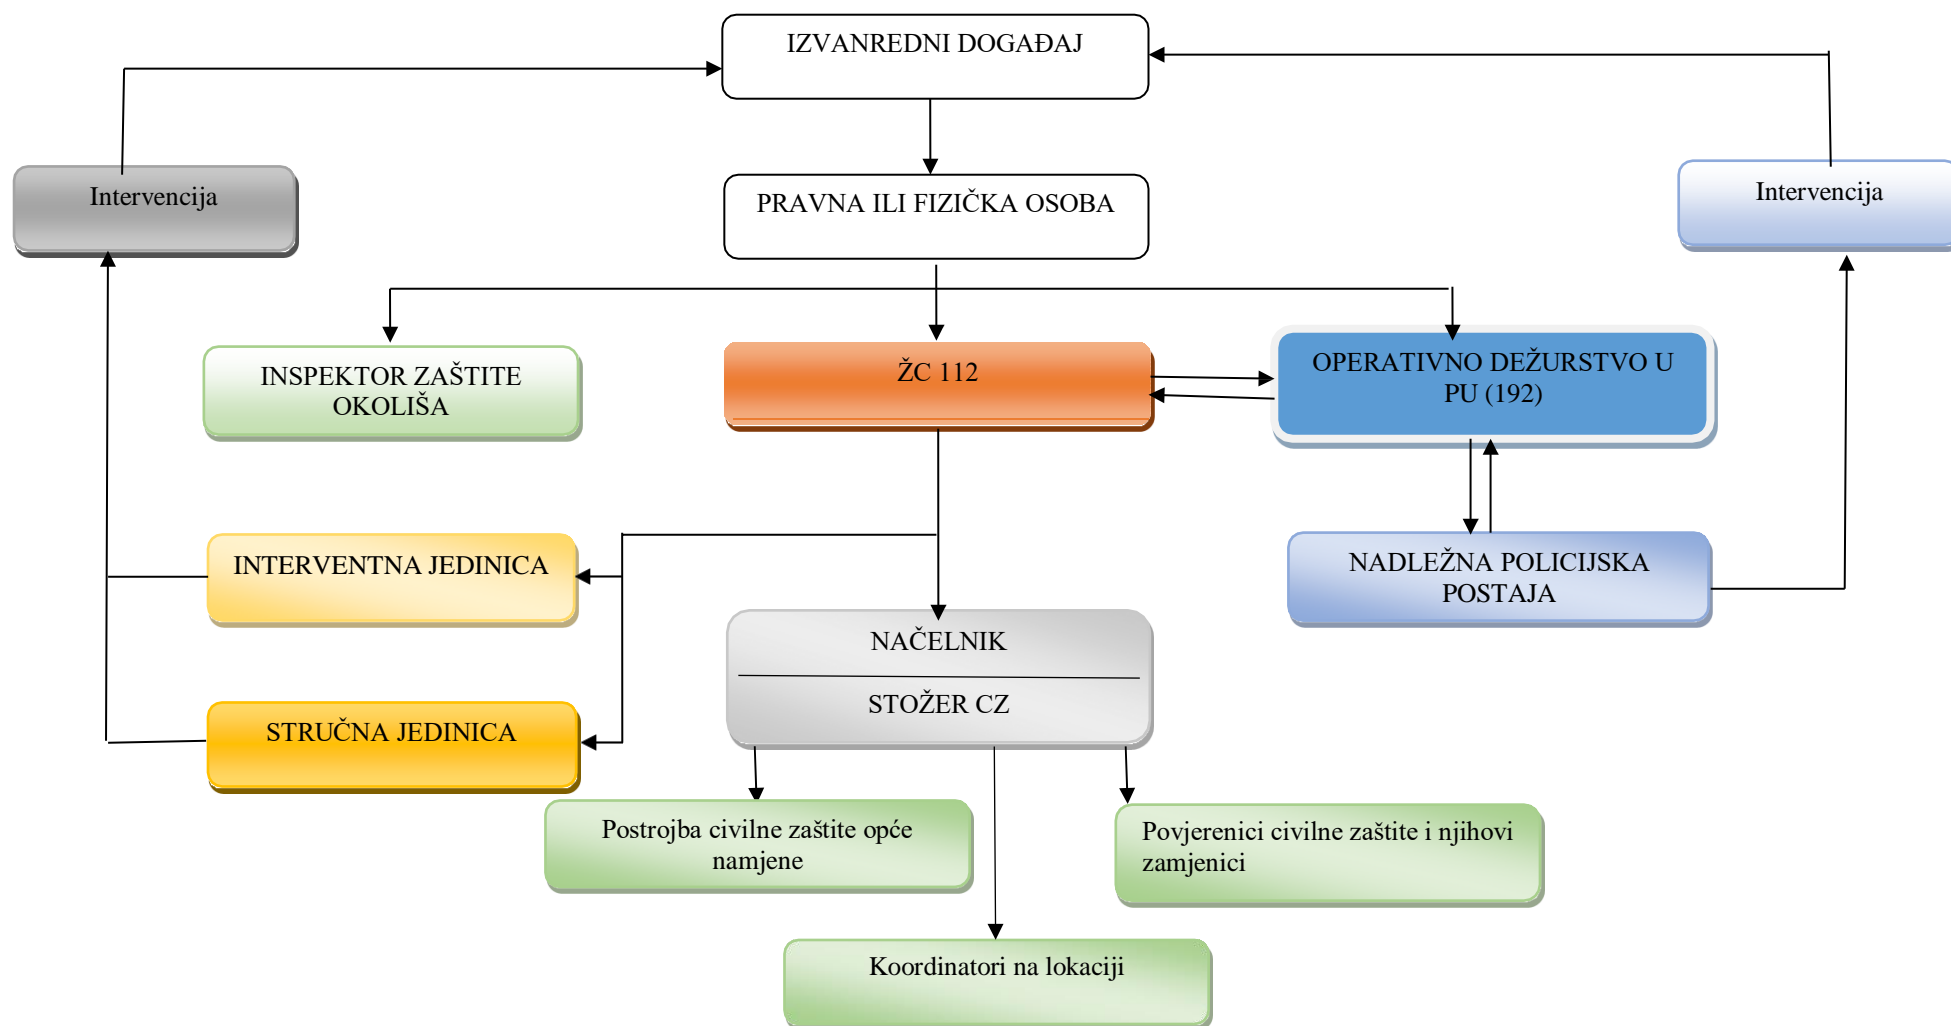 IZVANREDNI DOGAĐAJ
PRAVNA ILI FIZIČKA OSOBA
Intervencija
Intervencija
INSPEKTOR ZAŠTITE
OKOLIŠA
ŽC 112
OPERATIVNO DEŽURSTVO U
PU (192)
INTERVENTNA JEDINICA
NADLEŽNA POLICIJSKA
POSTAJA
NAČELNIK
STOŽER CZ
STRUČNA JEDINICA
Postrojba civilne zaštite opće
namjene
Povjerenici civilne zaštite i njihovi
zamjenici
Koordinatori na lokaciji